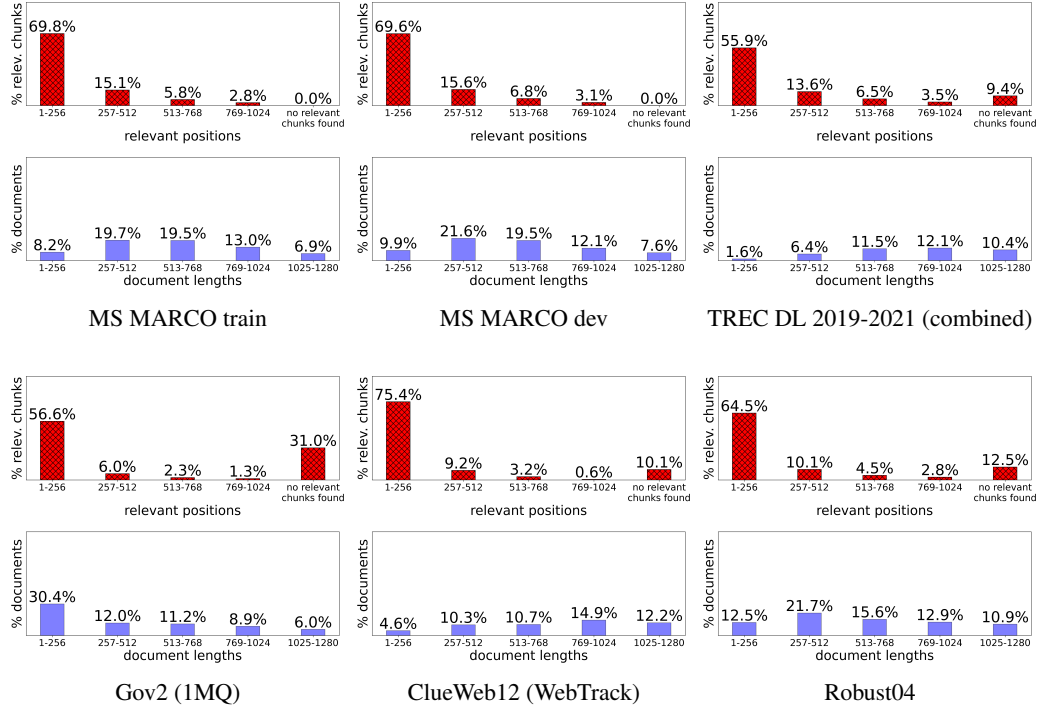 % relev. chunks
69.8%
15.1%
5.8%
2.8%
0.0%
1-256
257-512
513-768
769-1024
no relevant
chunks found
relevant positions
% documents
8.2%
19.7%
19.5%
13.0%
6.9%
1-256
257-512
513-768
769-1024
1025-1280
document lengths
MS MARCO train
% relev. chunks
69.6%
15.6%
6.8%
3.1%
0.0%
1-256
257-512
513-768
769-1024
no relevant
chunks found
relevant positions
% documents
9.9%
21.6%
19.5%
12.1%
7.6%
1-256
257-512
513-768
769-1024
1025-1280
document lengths
MS MARCO dev
% relev. chunks
55.9%
13.6%
6.5%
3.5%
9.4%
1-256
257-512
513-768
769-1024
no relevant
chunks found
relevant positions
% documents
1.6%
6.4%
11.5%
12.1%
10.4%
1-256
257-512
513-768
769-1024
1025-1280
document lengths
TREC DL 2019-2021 (combined)
% relev. chunks
56.6%
6.0%
2.3%
1.3%
31.0%
1-256
257-512
513-768
769-1024
no relevant
chunks found
relevant positions
% documents
30.4%
12.0%
11.2%
8.9%
6.0%
1-256
257-512
513-768
769-1024
1025-1280
document lengths
Gov2 (1MQ)
% relev. chunks
75.4%
9.2%
3.2%
0.6%
10.1%
1-256
257-512
513-768
769-1024
no relevant
chunks found
relevant positions
% documents
4.6%
10.3%
10.7%
14.9%
12.2%
1-256
257-512
513-768
769-1024
1025-1280
document lengths
ClueWeb12 (WebTrack)
% relev. chunks
64.5%
10.1%
4.5%
2.8%
12.5%
1-256
257-512
513-768
769-1024
no relevant
chunks found
relevant positions
% documents
12.5%
21.7%
15.6%
12.9%
10.9%
1-256
257-512
513-768
769-1024
1025-1280
document lengths
Robust04